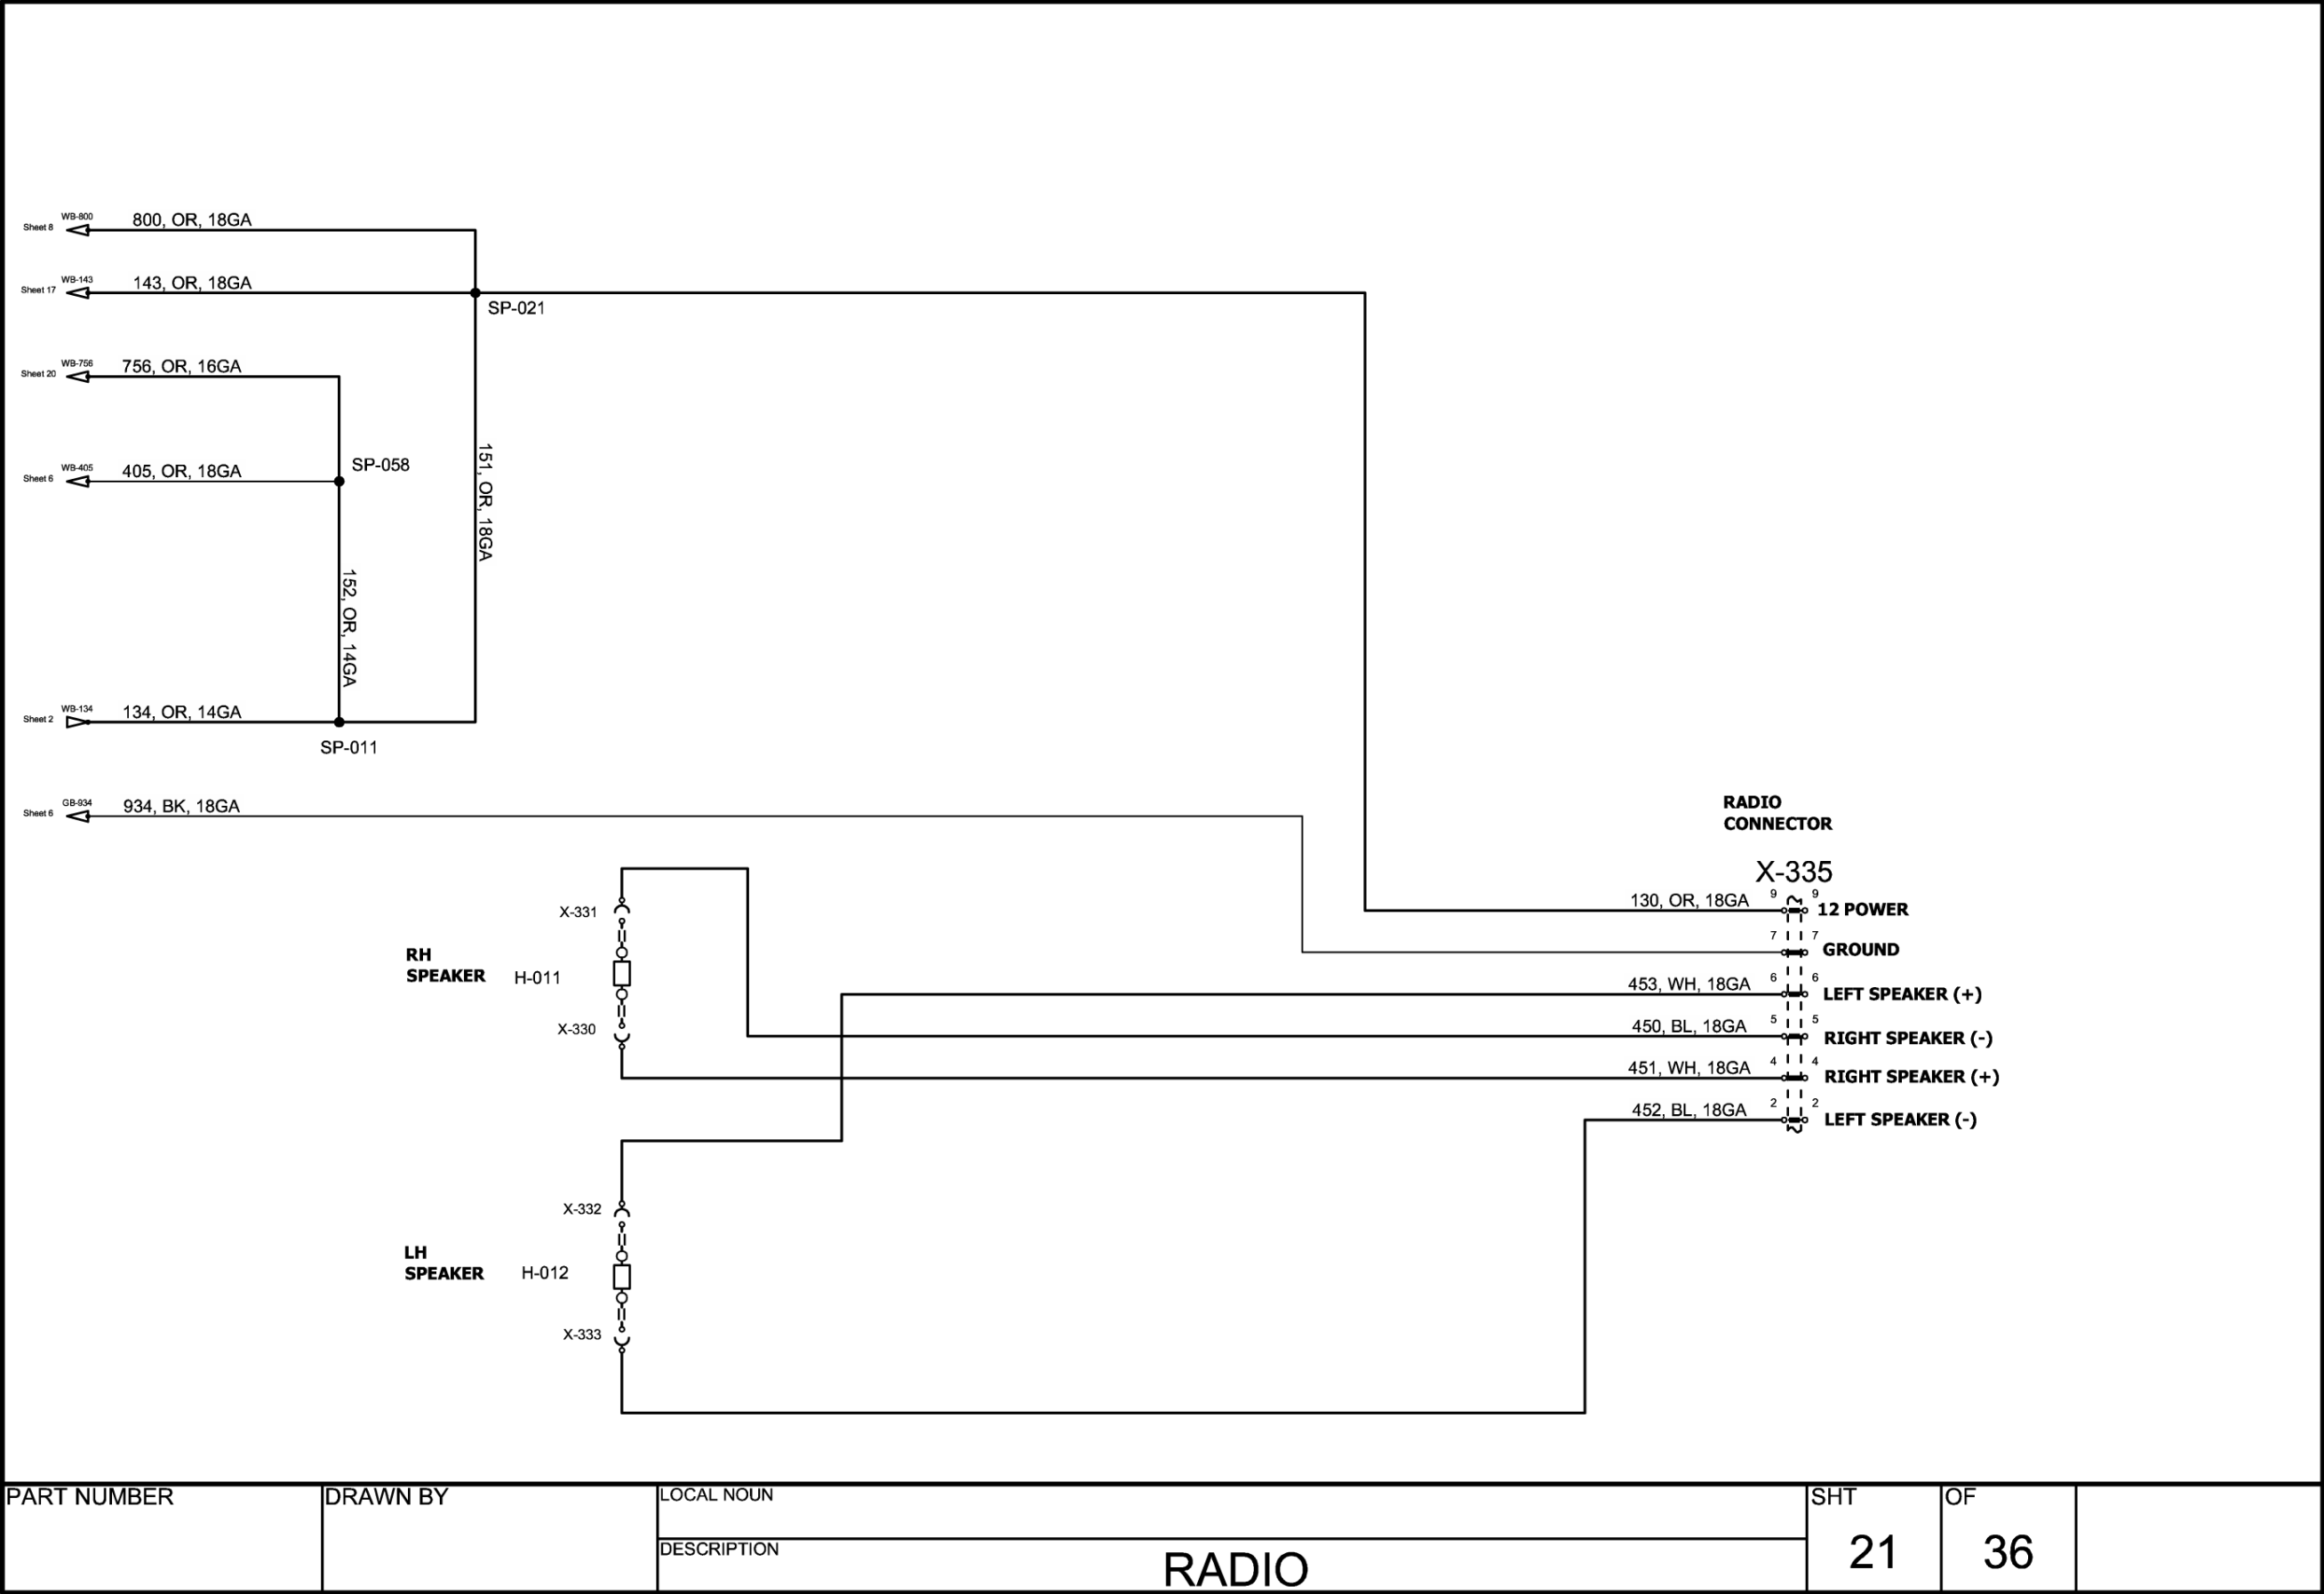 WB-800
Sheet 8
800, OR, 18GA
WB-143
Sheet 17
143, OR, 18GA
SP-021
WB-756
Sheet 20
756, OR, 16GA
WB-405
Sheet 6
405, OR, 18GA
SP-058
151, OR, 18GA
152, OR, 14GA
WB-134
Sheet 2
134, OR, 14GA
SP-011
GB-934
Sheet 6
934, BK, 18GA
RADIO
CONNECTOR
X-335
130, OR, 18GA
9
9
12 POWER
7
7
GROUND
453, WH, 18GA
6
6
LEFT SPEAKER (+)
450, BL, 18GA
5
5
RIGHT SPEAKER (-)
451, WH, 18GA
4
4
RIGHT SPEAKER (+)
452, BL, 18GA
2
2
LEFT SPEAKER (-)
X-331
RH
SPEAKER
H-011
X-330
X-332
LH
SPEAKER
H-012
X-333
PART NUMBER
DRAWN BY
LOCAL NOUN
DESCRIPTION
RADIO
SHT
21
OF
36